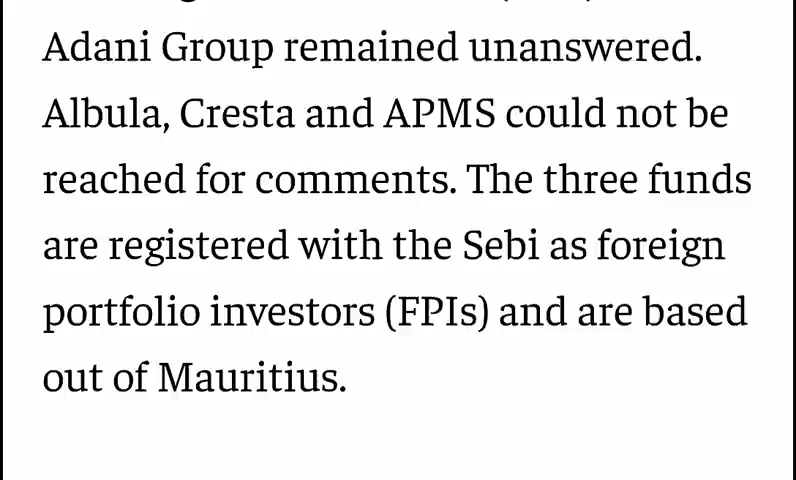 Adani Group remained unanswered.
Albula, Cresta and APMS could not be
reached for comments. The three funds
are registered with the Sebi as foreign
portfolio investors (FPIs) and are based
out of Mauritius.